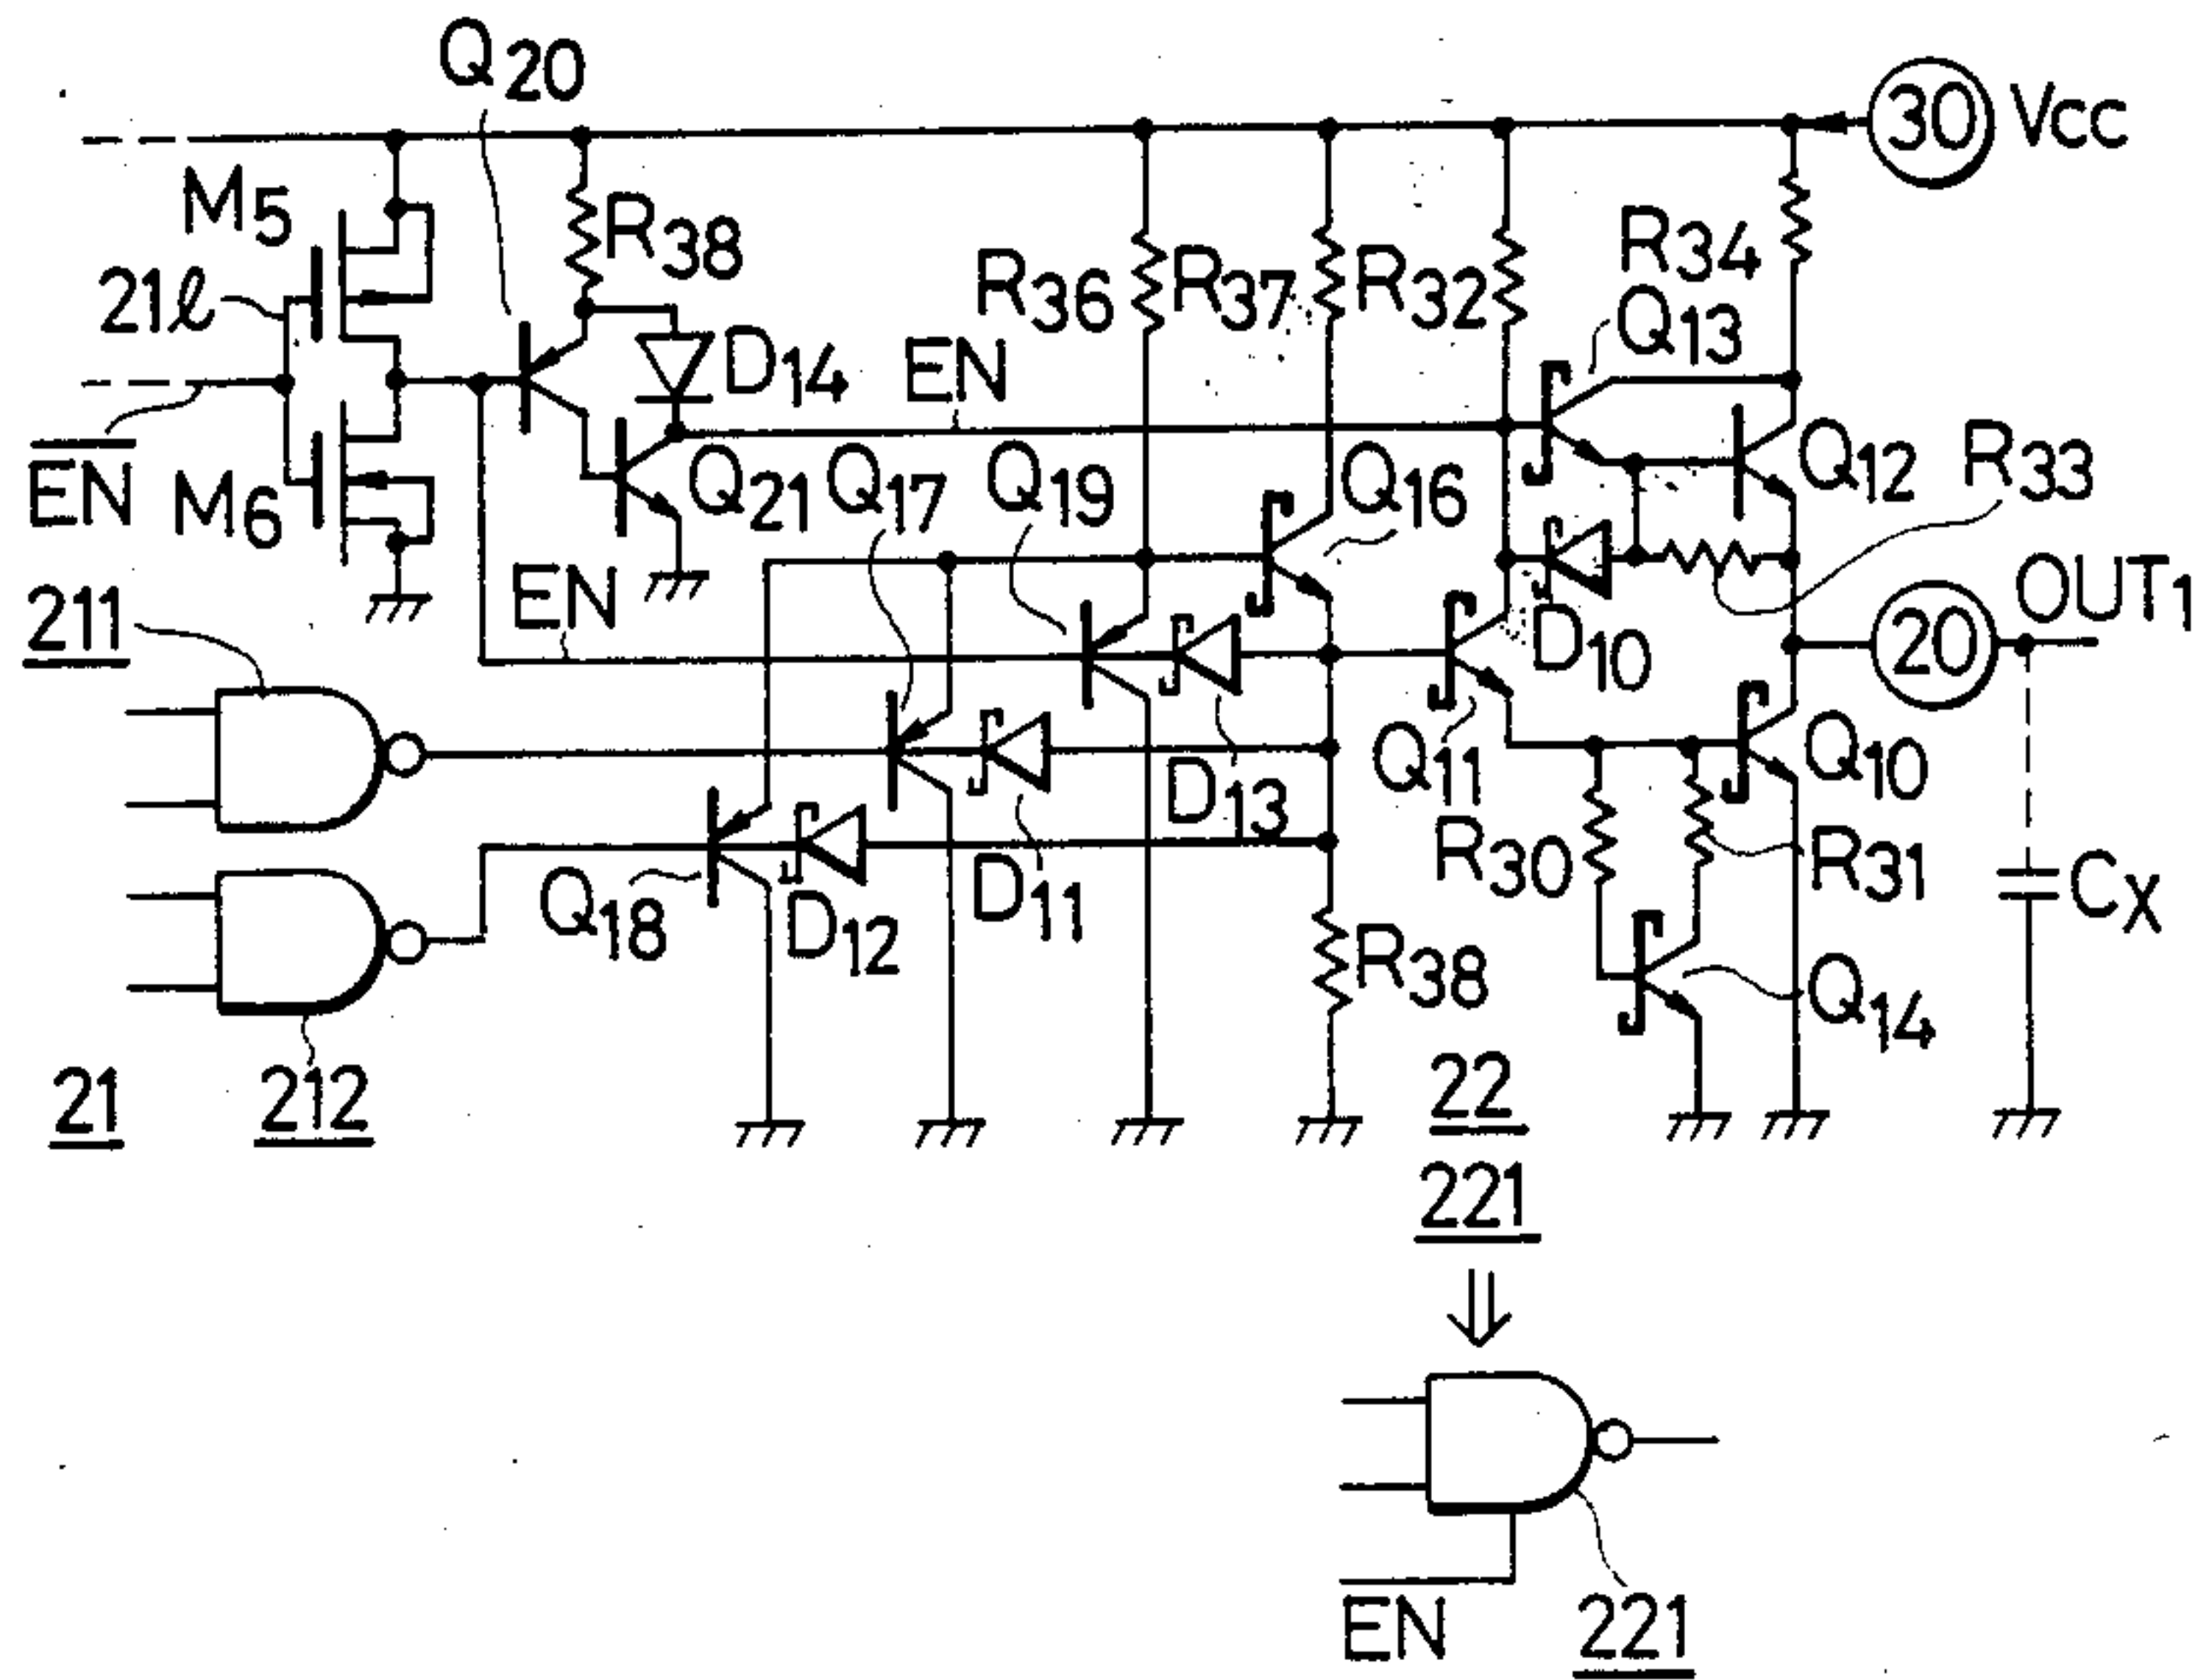 Q20
30 VCC
M5
R38
R34
21ℓ
R36
R37
R32
Q13
D14
EN
Q12
R33
E̅N̅
M6
Q21
Q17
Q19
Q16
EN
D10
20
OUT1
211
Q11
D13
Q10
R30
R31
CX
Q18
D12
D11
R38
Q14
21
212
22
221
EN
221